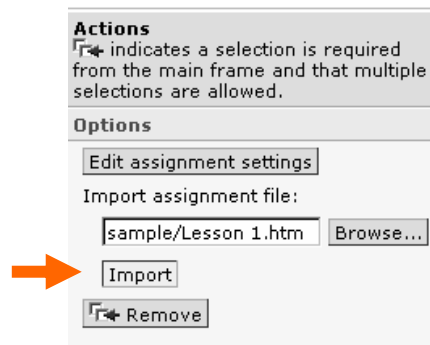 Actions
indicates a selection is required
from the main frame and that multiple
selections are allowed.
Options
Edit assignment settings
Import assignment file:
sample/Lesson 1.htm Browse...
Import
Remove